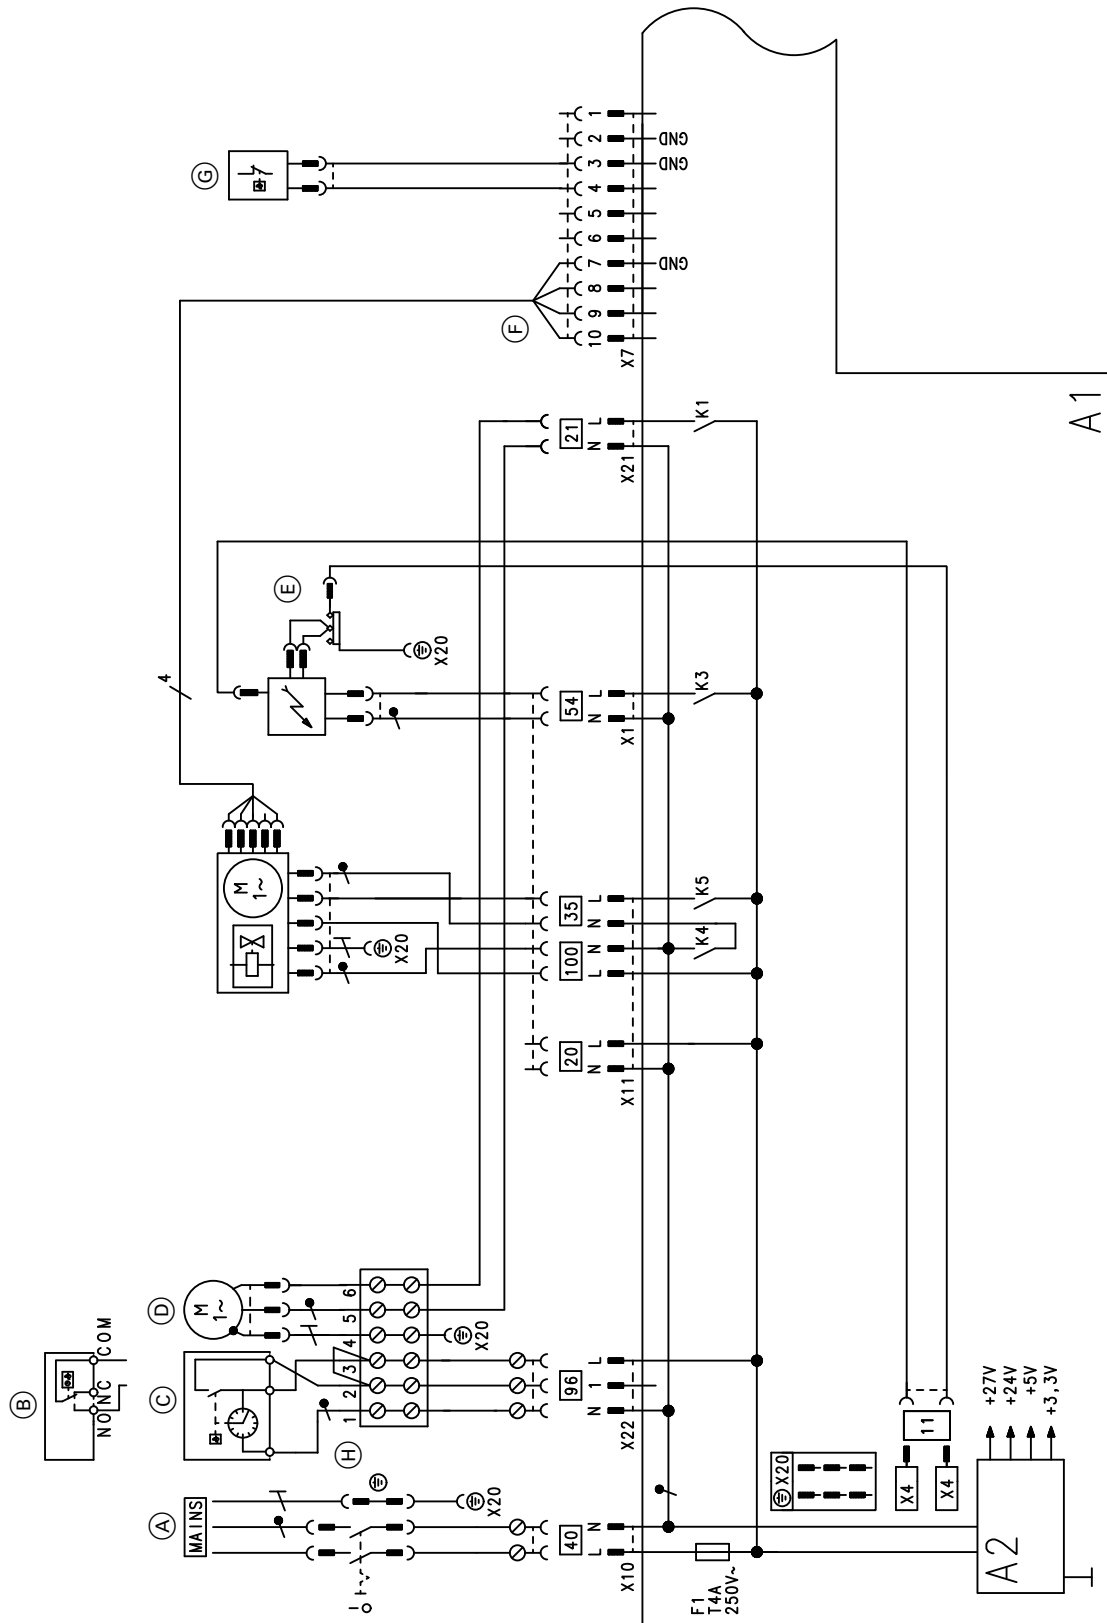 B
NO NC COM
A
MAINS
X20
40
L N
X10
F1
T4A
250V~
C
D
M
1~
H
1 2 3 4 5 6
X20
96
N 1 L
X22
M
1~
X20
20
N L
X11
100
L N
35
N L
K4
K5
4
E
X20
54
N L
X1
K3
21
N L
X21
K1
F
G
10 9 8 7 6 5 4 3 2 1
X7
GND
GND
GND
A1
X20
X4
X4
11
A2
+27V
+24V
+5V
+3,3V
I
O